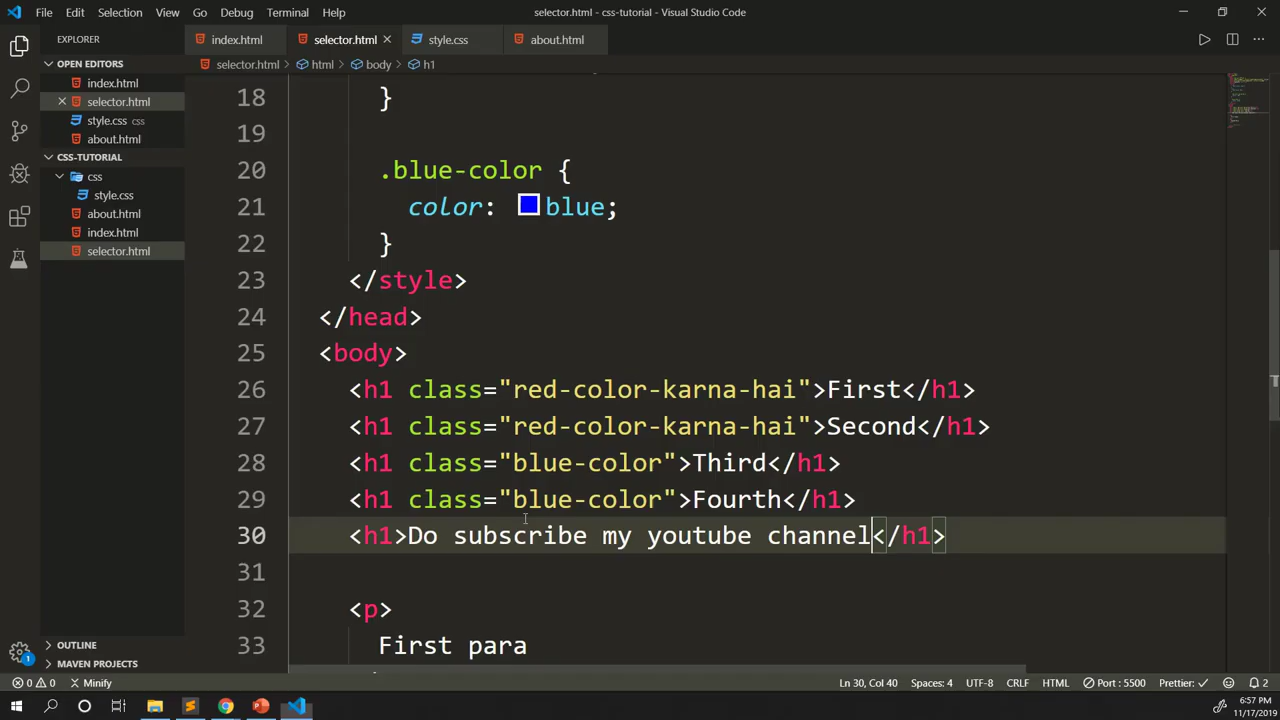 File Edit Selection View Go Debug Terminal Help
selector.html - css-tutorial - Visual Studio Code
EXPLORER
index.html selector.html style.css about.html
OPEN EDITORS
selector.html html body h1
index.html
selector.html
style.css css
about.html
CSS-TUTORIAL
css
style.css
about.html
index.html
selector.html
18 }
19
20 .blue-color {
21 color: blue;
22 }
23 </style>
24 </head>
25 <body>
26 <h1 class="red-color-karna-hai">First</h1>
27 <h1 class="red-color-karna-hai">Second</h1>
28 <h1 class="blue-color">Third</h1>
29 <h1 class="blue-color">Fourth</h1>
30 <h1>Do subscribe my youtube channel</h1>
31
32 <p>
33 First para
OUTLINE
MAVEN PROJECTS
1
0 0 Minify Ln 30, Col 40 Spaces: 4 UTF-8 CRLF HTML Port : 5500 Prettier: 2
6:57 PM
11/17/2019